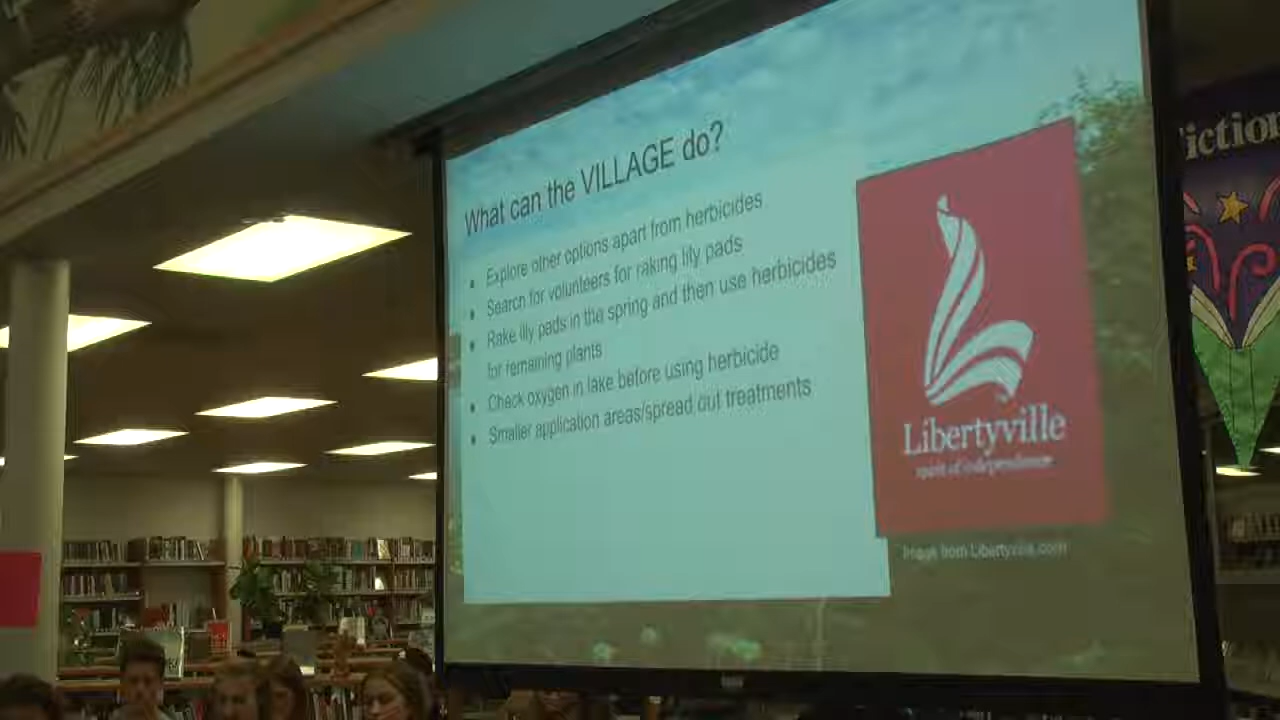 What can the VILLAGE do?
Explore other options apart from herbicides
Search for volunteers for raking lily pads
Rake lily pads in the spring and then use herbicides
for remaining plants
Check oxygen in lake before using herbicide
Smaller application areas/spread out treatments
Libertyville
spirit of independence
Image from Libertyville.com
iction